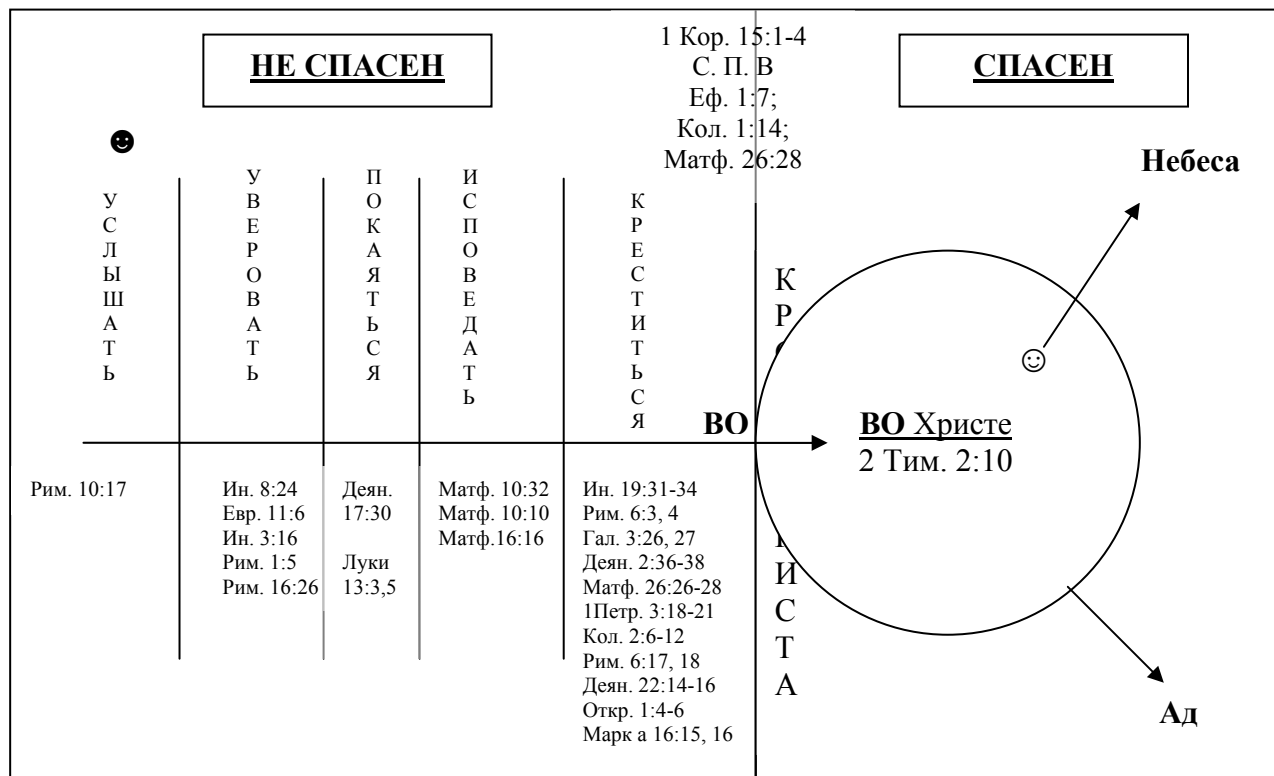 НЕ СПАСЕН
1 Кор. 15:1-4
С. П. В
Еф. 1:7;
Кол. 1:14;
Матф. 26:28
СПАСЕН
Небеса
УСЛЫШАТЬ
УВЕРОВАТЬ
ПОКАЯТЬСЯ
ИСПОВЕДАТЬ
КРЕСТИТЬСЯ
КР
ИСТА
ВО
ВО Христе
2 Тим. 2:10
Рим. 10:17
Ин. 8:24
Евр. 11:6
Ин. 3:16
Рим. 1:5
Рим. 16:26
Деян.
17:30
Луки
13:3,5
Матф. 10:32
Матф. 10:10
Матф.16:16
Ин. 19:31-34
Рим. 6:3, 4
Гал. 3:26, 27
Деян. 2:36-38
Матф. 26:26-28
1Петр. 3:18-21
Кол. 2:6-12
Рим. 6:17, 18
Деян. 22:14-16
Откр. 1:4-6
Марк а 16:15, 16
Ад